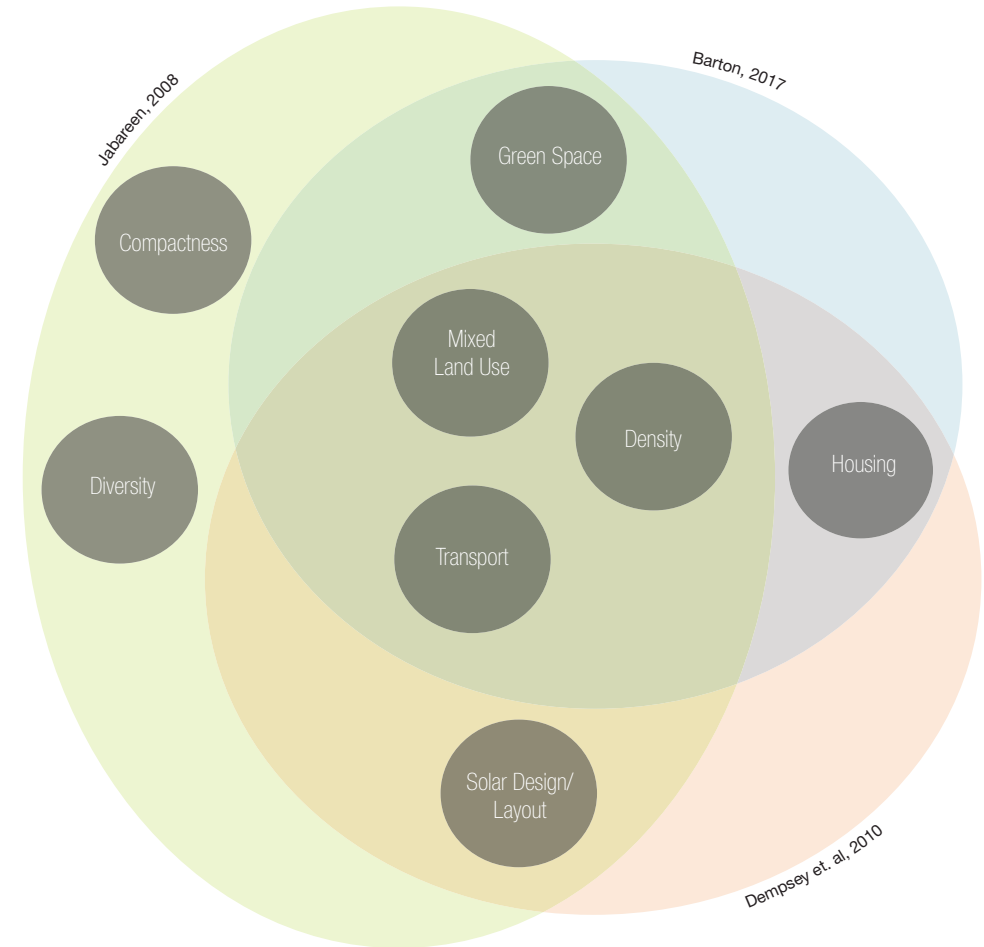 Jabareen, 2008
Barton, 2017
Green Space
Compactness
Mixed
Land Use
Density
Housing
Diversity
Transport
Solar Design/
Layout
Dempsey et. al, 2010